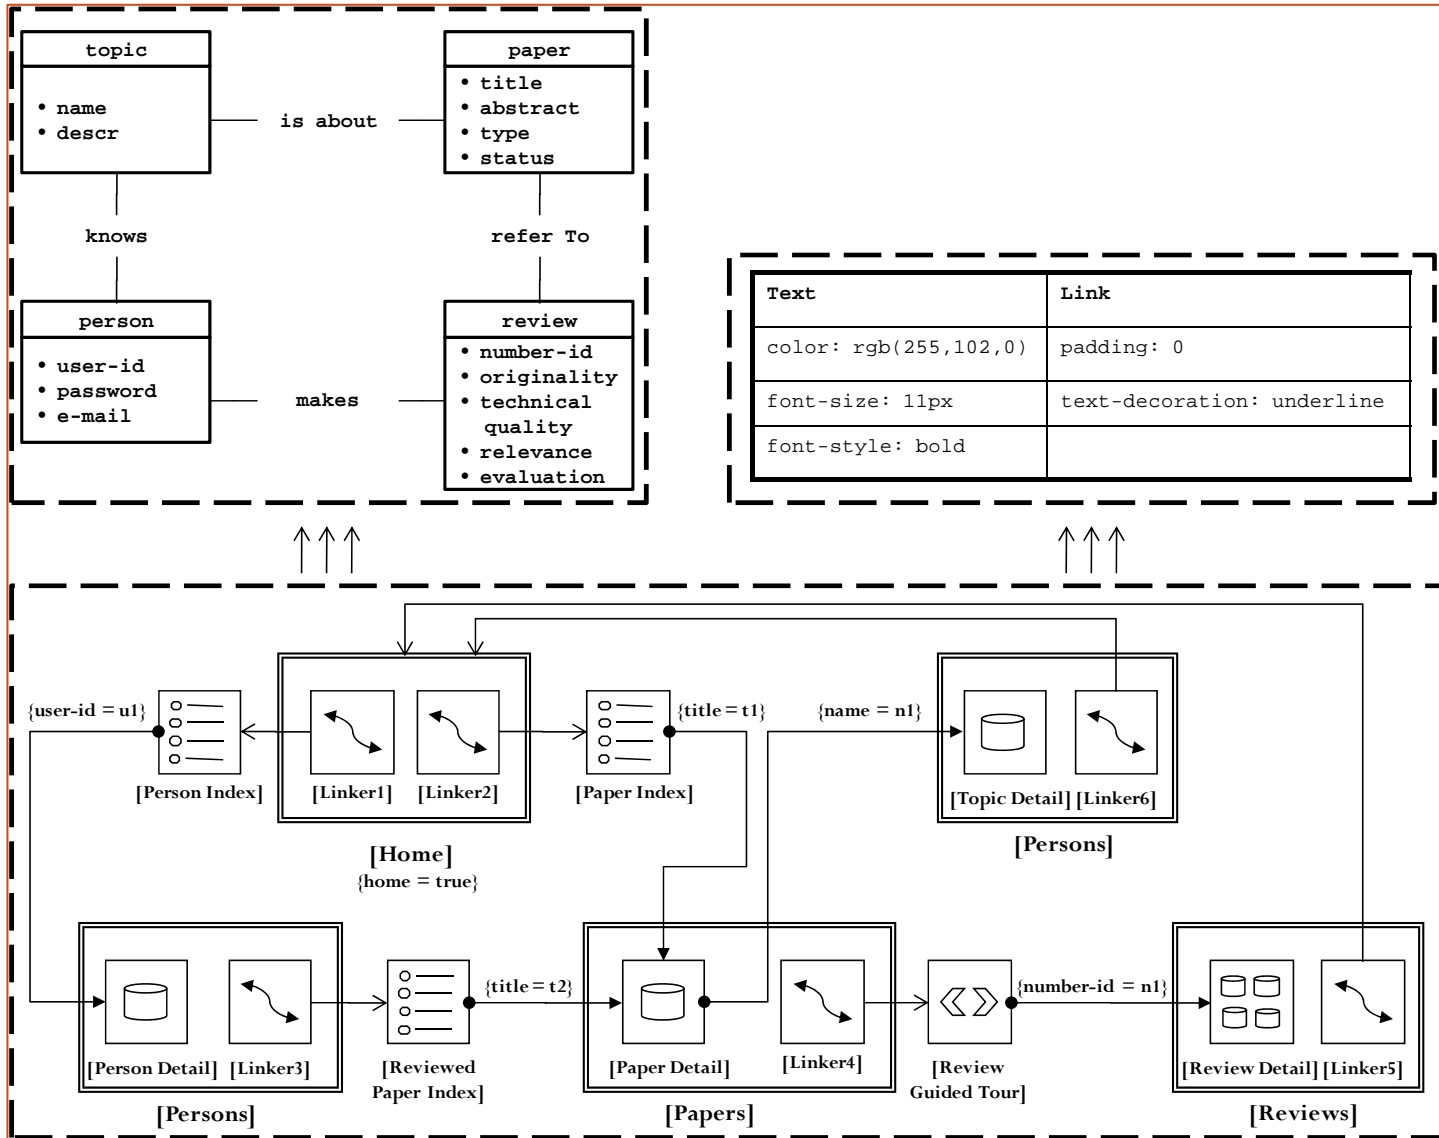 topic
• name
• descr
is about
paper
• title
• abstract
• type
• status
knows
refer To
person
• user-id
• password
• e-mail
makes
review
• number-id
• originality
• technical
quality
• relevance
• evaluation
Text
Link
color: rgb(255,102,0)
padding: 0
font-size: 11px
text-decoration: underline
font-style: bold
{user-id = u1}
[Person Index]
[Linker1]
[Linker2]
[Home]
{home = true}
[Paper Index]
{title = t1}
{name = n1}
[Topic Detail]
[Linker6]
[Persons]
[Person Detail]
[Linker3]
[Persons]
[Reviewed
Paper Index]
{title = t2}
[Paper Detail]
[Linker4]
[Papers]
[Review
Guided Tour]
{number-id = n1}
[Review Detail]
[Linker5]
[Reviews]